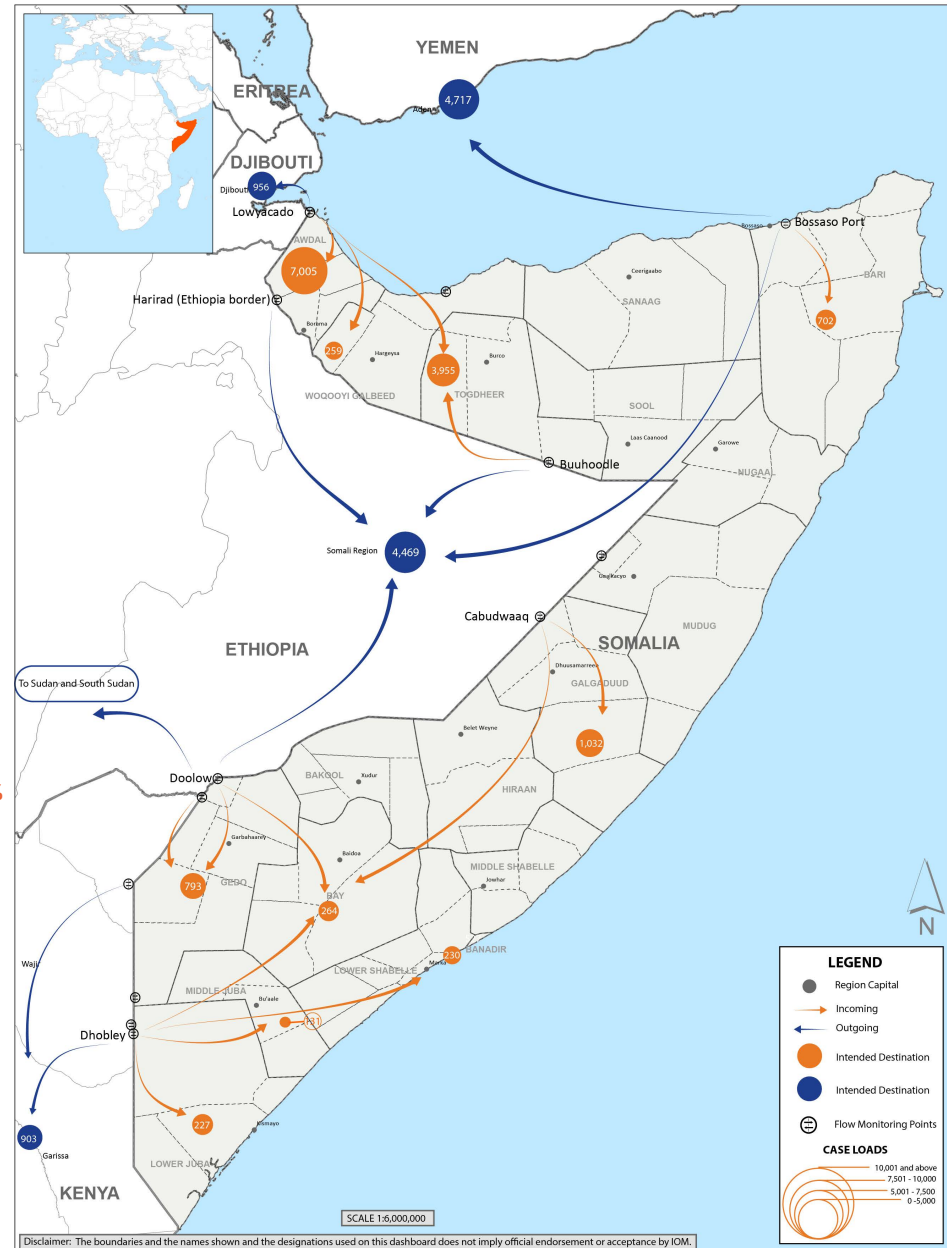 YEMEN
ERITREA
Aden
4,717
DJIBOUTI
Djibouti
956
Lowyacado
Bossaso
Bossaso Port
AWDAL
7,005
BARI
Ceerigaabo
SANAAG
Harirad (Ethiopia border)
702
Borama
259
Hargeysa
3,955
Burco
WOQOOYI GALBEED
TOGDHEER
SOOL
Laas Caanood
Garowe
Buuhoodle
NUGAAL
Somali Region
4,469
Cabudwaaq
MUDUG
ETHIOPIA
SOMALIA
Dhuusamarreeb
GALGADUUD
To Sudan and South Sudan
Belet Weyne
1,032
Doolow
BAKOOL
Xudur
HIRAAN
Garbahaarey
Baidoa
MIDDLE SHABELLE
GEDO
793
Jowhar
BAY
264
N
BANADIR
230
Wajir
LOWER SHABELLE
Marka
MIDDLE JUBA
Bu'aale
131
Dhobley
227
Kismayo
903
Garissa
LOWER JUBA
KENYA
LEGEND
Region Capital
Incoming
Outgoing
Intended Destination
Intended Destination
Flow Monitoring Points
CASE LOADS
10,001 and above
7,501 - 10,000
5,001 - 7,500
0 -5,000
SCALE 1:6,000,000
Disclaimer: The boundaries and the names shown and the designations used on this dashboard does not imply official endorsement or acceptance by IOM.